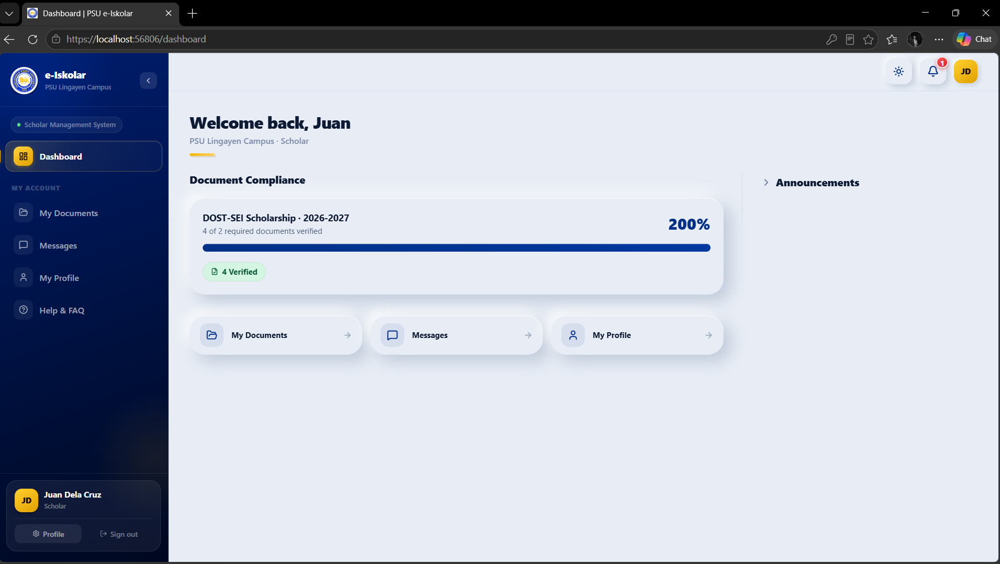 Dashboard | PSU e-Iskolar
https://localhost:56806/dashboard
Chat
e-Iskolar
PSU Lingayen Campus
Scholar Management System
Dashboard
MY ACCOUNT
My Documents
Messages
My Profile
Help & FAQ
Juan Dela Cruz
Scholar
JD
Profile
Sign out
1
JD
Welcome back, Juan
PSU Lingayen Campus · Scholar
Document Compliance
DOST-SEI Scholarship · 2026-2027
4 of 2 required documents verified
200%
4 Verified
My Documents
Messages
My Profile
Announcements